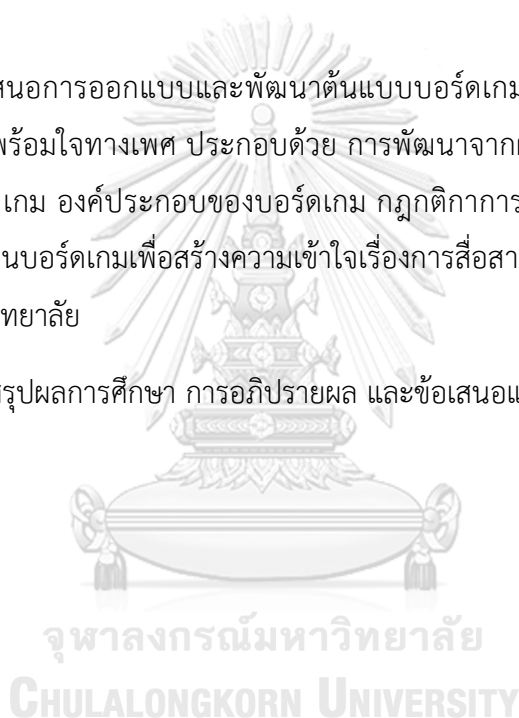 สนอการออกแบบและพัฒนาต้นแบบบอร์ดเกม
พร้อมใจทางเพศ ประกอบด้วย การพัฒนาจาก
เกม องค์ประกอบของบอร์ดเกม กฎกติกากา
นบอร์ดเกมเพื่อสร้างความเข้าใจเรื่องการสื่อสา
ทยาลัย
สรุปผลการศึกษา การอภิปรายผล และข้อเสนอแ
จุฬาลงกรณ์มหาวิทยาลัย
CHULALONGKORN UNIVERSITY